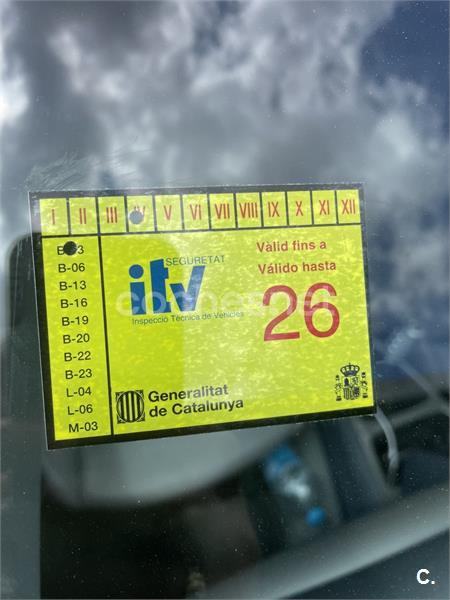 I II III IV V VI VII VIII IX X XI XII
B-06
B-13
B-16
B-19
B-20
B-22
B-23
L-04
L-06
M-03
SEGURETAT
itv
Inspecció Tècnica de Vehicles
Vàlid fins a
Válido hasta
26
Generalitat
de Catalunya
C.